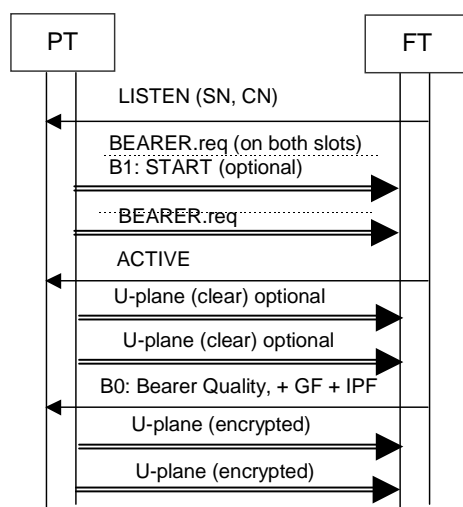 PT
FT
LISTEN (SN, CN)
BEARER.req (on both slots)
B1: START (optional)
BEARER.req
ACTIVE
U-plane (clear) optional
U-plane (clear) optional
B0: Bearer Quality, + GF + IPF
U-plane (encrypted)
U-plane (encrypted)